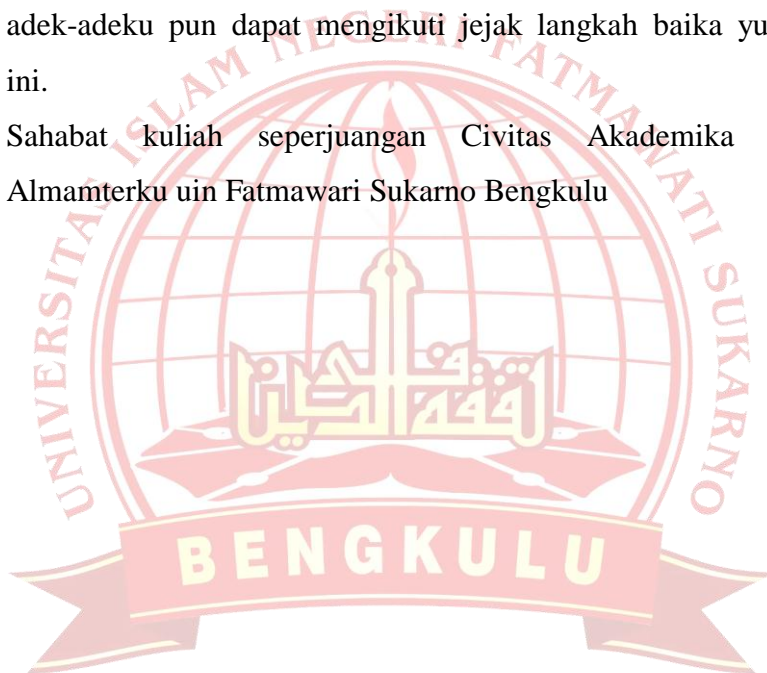 adek-adeku pun dapat mengikuti jejak langkah baika yu
ini.
Sahabat kuliah seperjuangan Civitas Akademika
Almamterku uin Fatmawari Sukarno Bengkulu
UNIVERSITAS ISLAM NEGERI FATMAWATI SUKARNO
BENGKULU